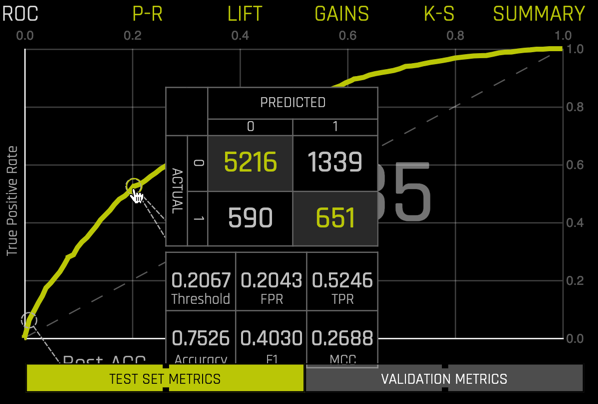 ROC P-R LIFT GAINS K-S SUMMARY
0.0 0.2 0.4 0.6 0.8 1.0
1.0
0.8
0.6
0.4
0.2
0.0
True Positive Rate
PREDICTED
0 1
ACTUAL
0 5216 1339
1 590 651
35
0.2067 0.2043 0.5246
Threshold FPR TPR
0.7526 0.4030 0.2688
Accuracy F1 MCC
Best ACC
TEST SET METRICS VALIDATION METRICS